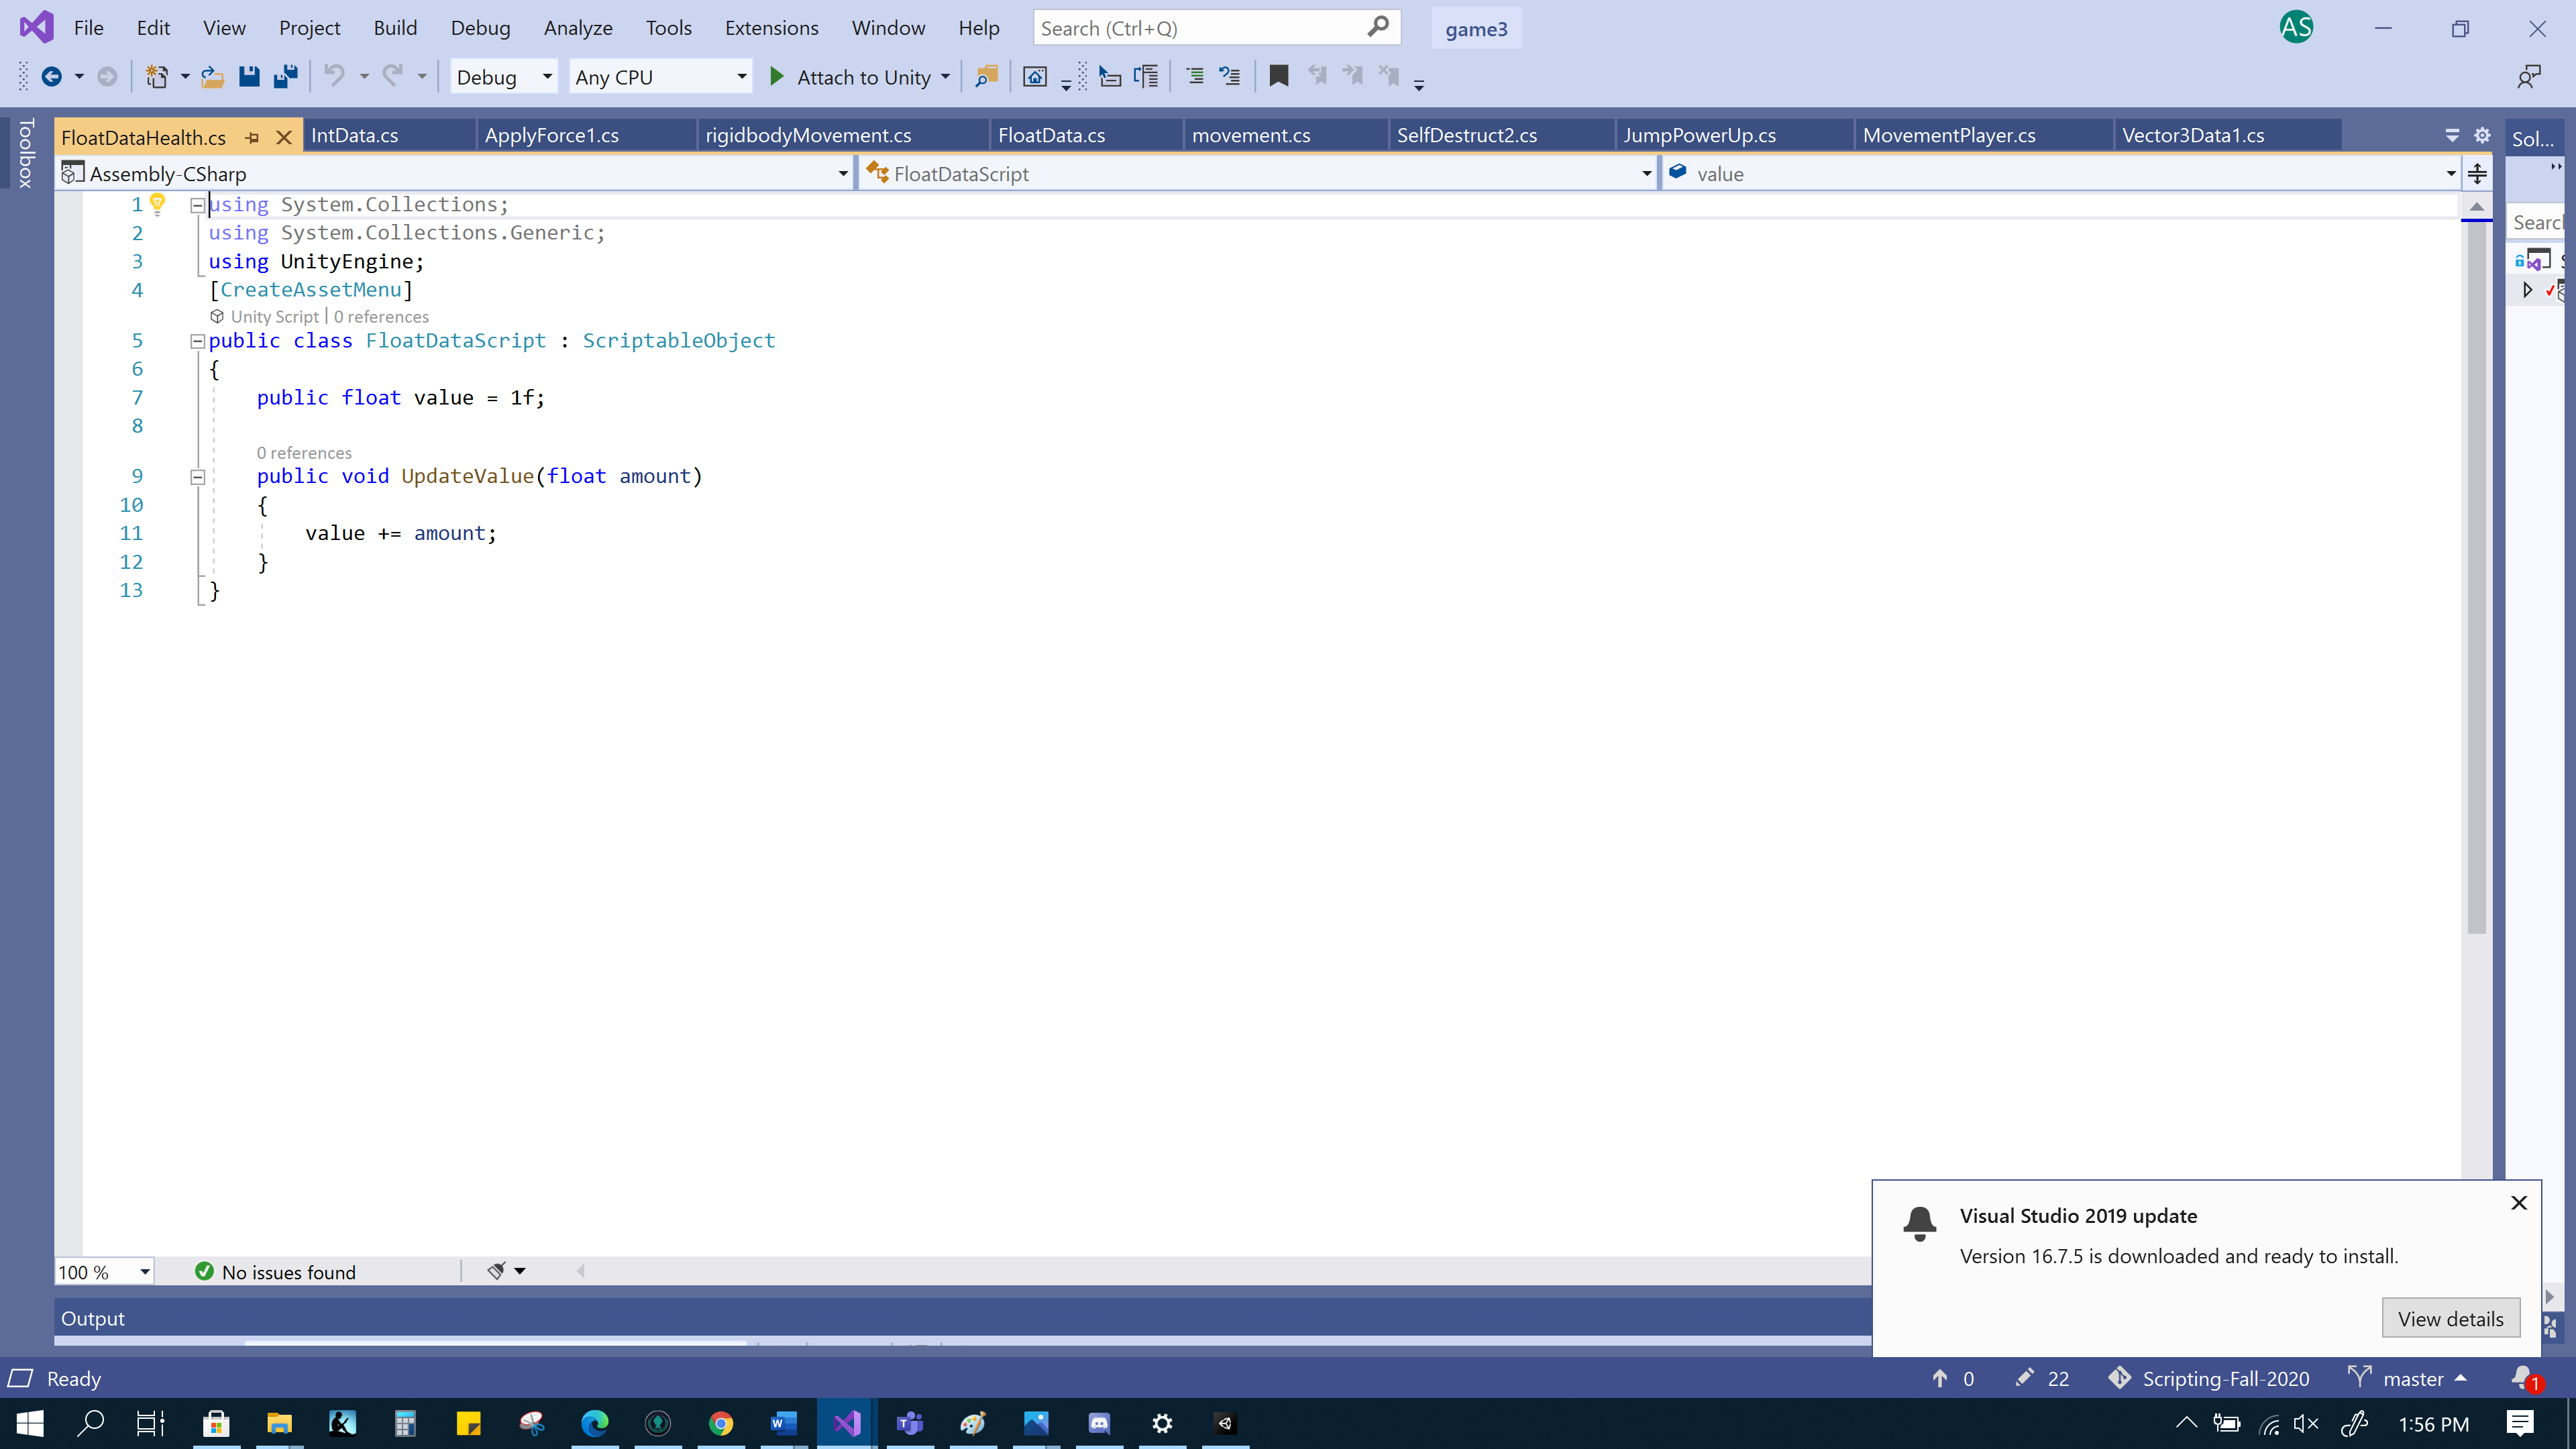 File Edit View Project Build Debug Analyze Tools Extensions Window Help Search (Ctrl+Q) game3 AS
Debug Any CPU Attach to Unity
Toolbox
FloatDataHealth.cs IntData.cs ApplyForce1.cs rigidbodyMovement.cs FloatData.cs movement.cs SelfDestruct2.cs JumpPowerUp.cs MovementPlayer.cs Vector3Data1.cs Sol...
Assembly-CSharp FloatDataScript value
1 using System.Collections;
2 using System.Collections.Generic;
3 using UnityEngine;
4 [CreateAssetMenu]
Unity Script | 0 references
5 public class FloatDataScript : ScriptableObject
6 {
7 public float value = 1f;
8
0 references
9 public void UpdateValue(float amount)
10 {
11 value += amount;
12 }
13 }
100 % No issues found
Output
Visual Studio 2019 update
Version 16.7.5 is downloaded and ready to install.
View details
Ready 0 22 Scripting-Fall-2020 master 1
1:56 PM